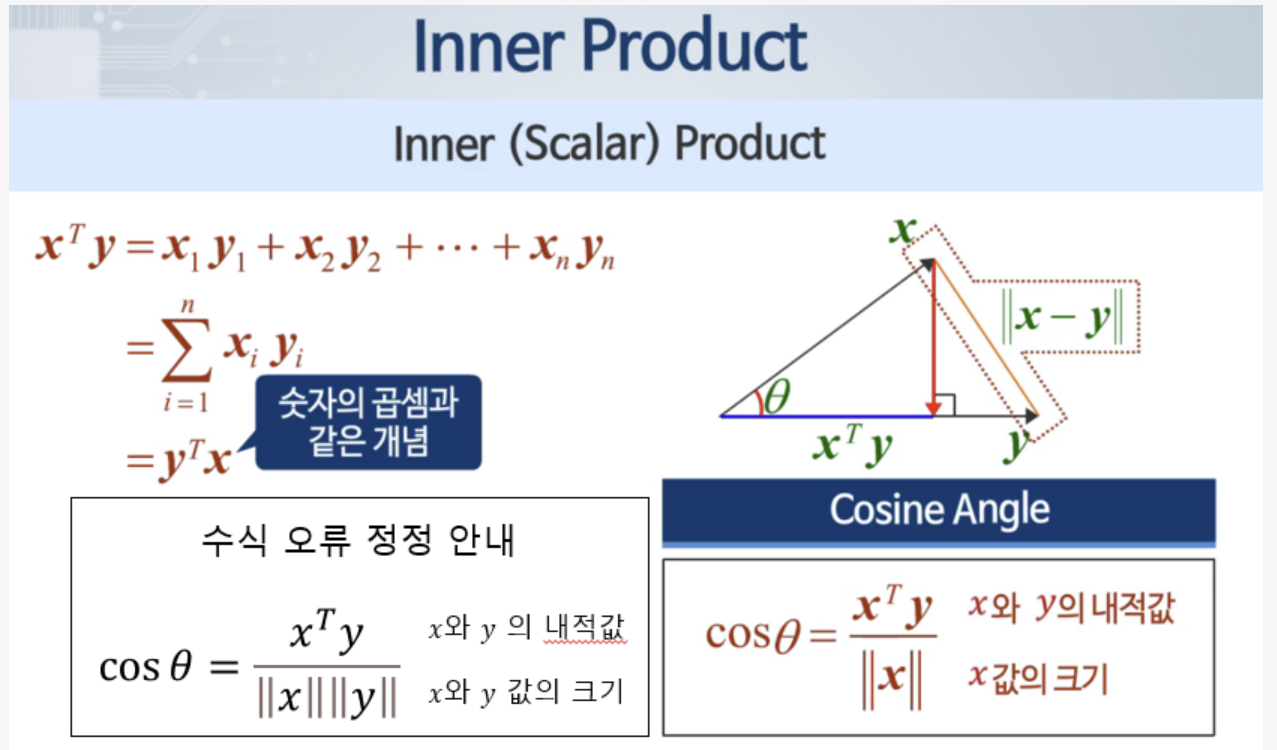 Inner Product
Inner (Scalar) Product
x^T y = x_1 y_1 + x_2 y_2 + ⋯ + x_n y_n
= ∑_{i=1}^{n} x_i y_i
숫자의 곱셈과
같은 개념
= y^T x
x
‖x − y‖
θ
x^T y
y
수식 오류 정정 안내
cos θ = x^T y / ‖x‖‖y‖
x와 y 의 내적값
x와 y 값의 크기
Cosine Angle
cosθ = x^T y / ‖x‖
x와 y의 내적값
x값의 크기